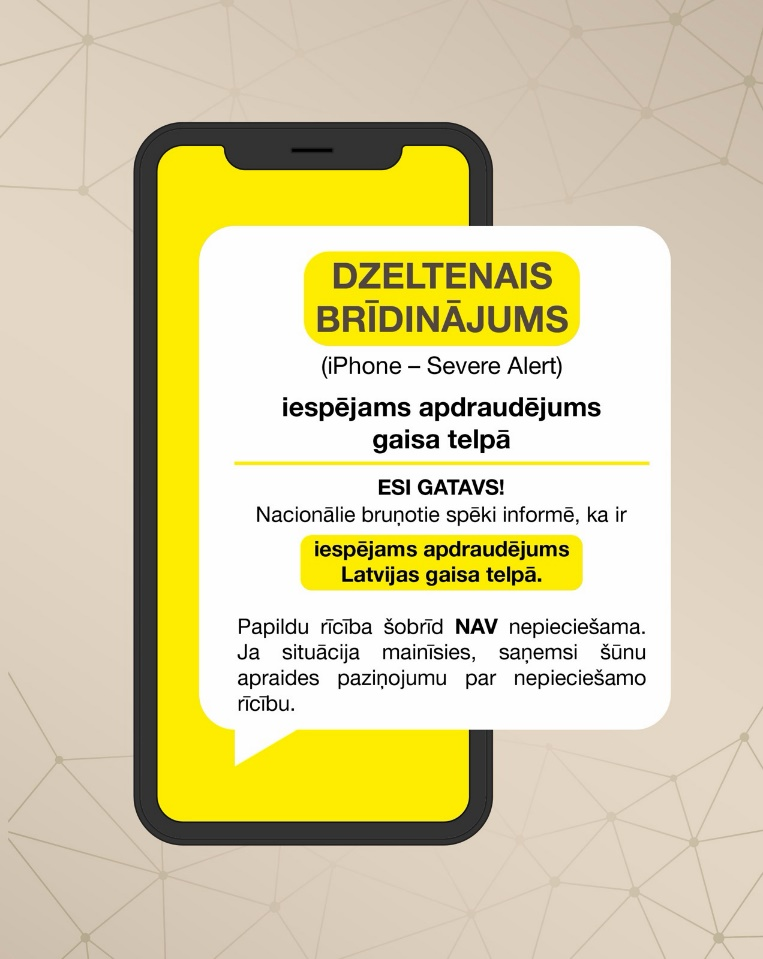 DZELTENAIS
BRĪDINĀJUMS
(iPhone – Severe Alert)
iespējams apdraudējums
gaisa telpā
ESI GATAVS!
Nacionālie bruņotie spēki informē, ka ir
iespējams apdraudējums
Latvijas gaisa telpā.
Papildu rīcība šobrīd NAV nepieciešama.
Ja situācija mainīsies, saņemsi šūnu
apraides paziņojumu par nepieciešamo
rīcību.